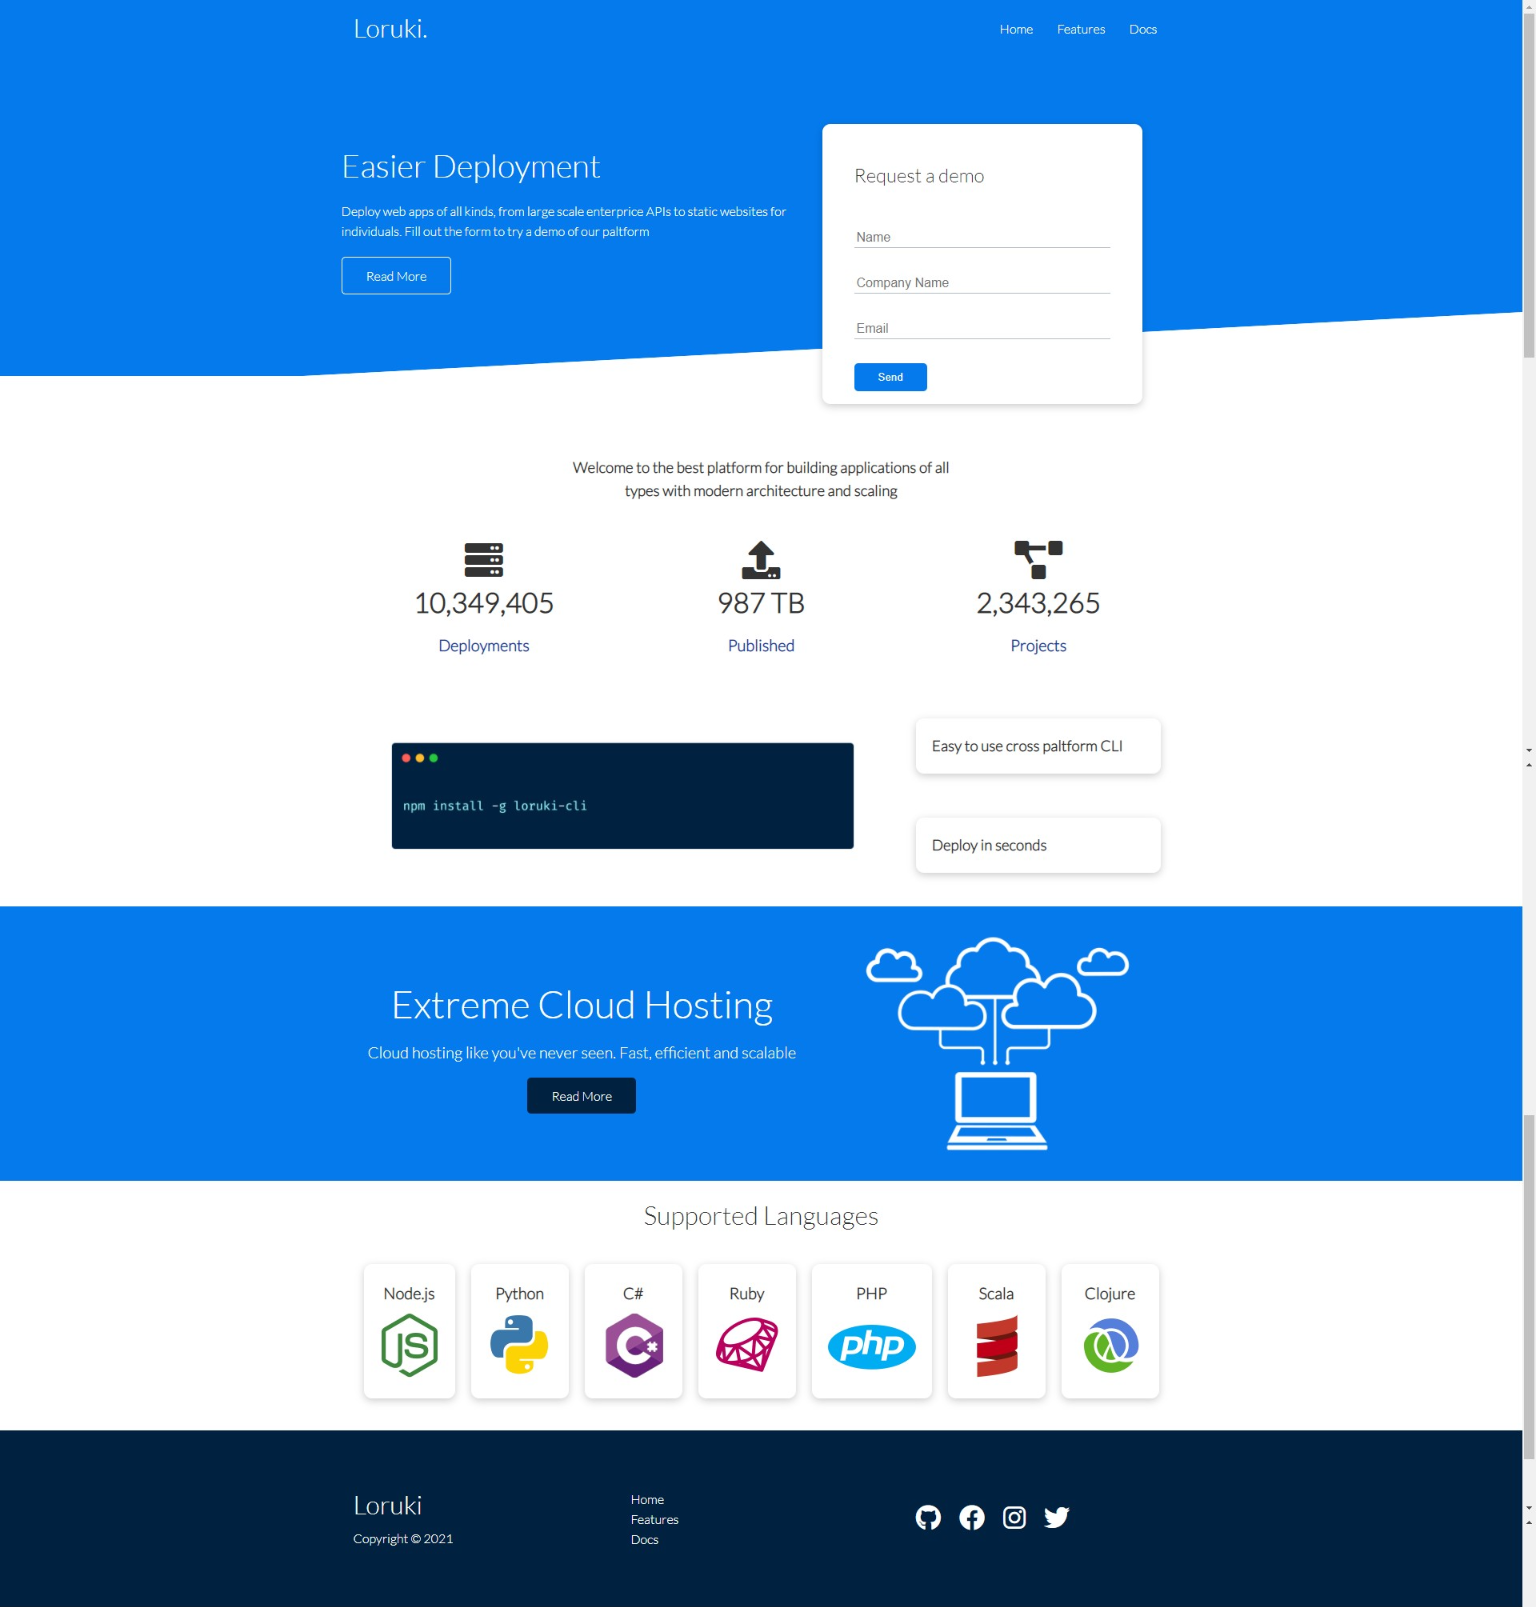 Loruki.
Home Features Docs
Easier Deployment
Deploy web apps of all kinds, from large scale enterprice APIs to static websites for
individuals. Fill out the form to try a demo of our paltform
Read More
Request a demo
Name
Company Name
Email
Send
Welcome to the best platform for building applications of all
types with modern architecture and scaling
10,349,405
Deployments
987 TB
Published
2,343,265
Projects
npm install -g loruki-cli
Easy to use cross paltform CLI
Deploy in seconds
Extreme Cloud Hosting
Cloud hosting like you've never seen. Fast, efficient and scalable
Read More
Supported Languages
Node.js
JS
Python
C#
C
Ruby
PHP
php
Scala
Clojure
Loruki
Copyright © 2021
Home
Features
Docs